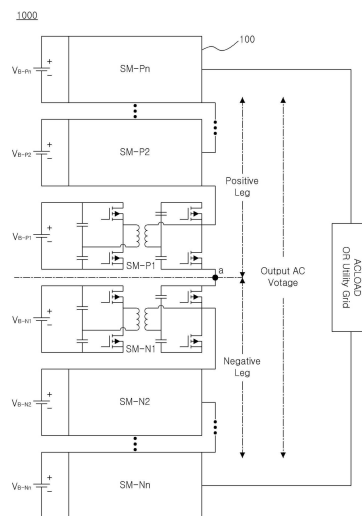 1000
100
V_B-Pn
+
−
SM-Pn
V_B-P2
+
−
SM-P2
Positive
Leg
V_B-P1
+
−
SM-P1
a
Output AC
Votage
ACLOAD
OR Utility Grid
V_B-N1
+
−
SM-N1
Negative
Leg
V_B-N2
+
−
SM-N2
V_B-Nn
+
−
SM-Nn